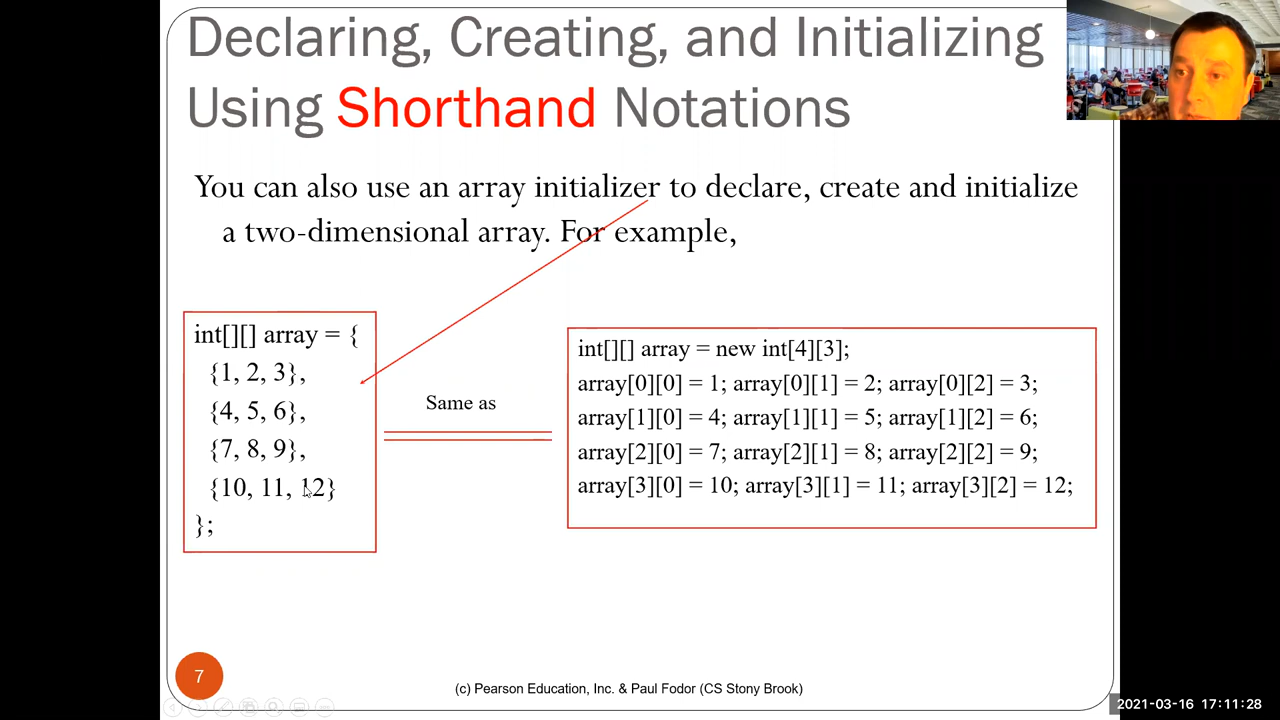 Declaring, Creating, and Initializing
Using Shorthand Notations
You can also use an array initializer to declare, create and initialize
a two-dimensional array. For example,
int[][] array = {
{1, 2, 3},
{4, 5, 6},
{7, 8, 9},
{10, 11, 12}
};
Same as
int[][] array = new int[4][3];
array[0][0] = 1; array[0][1] = 2; array[0][2] = 3;
array[1][0] = 4; array[1][1] = 5; array[1][2] = 6;
array[2][0] = 7; array[2][1] = 8; array[2][2] = 9;
array[3][0] = 10; array[3][1] = 11; array[3][2] = 12;
7
(c) Pearson Education, Inc. & Paul Fodor (CS Stony Brook)
2021-03-16 17:11:28